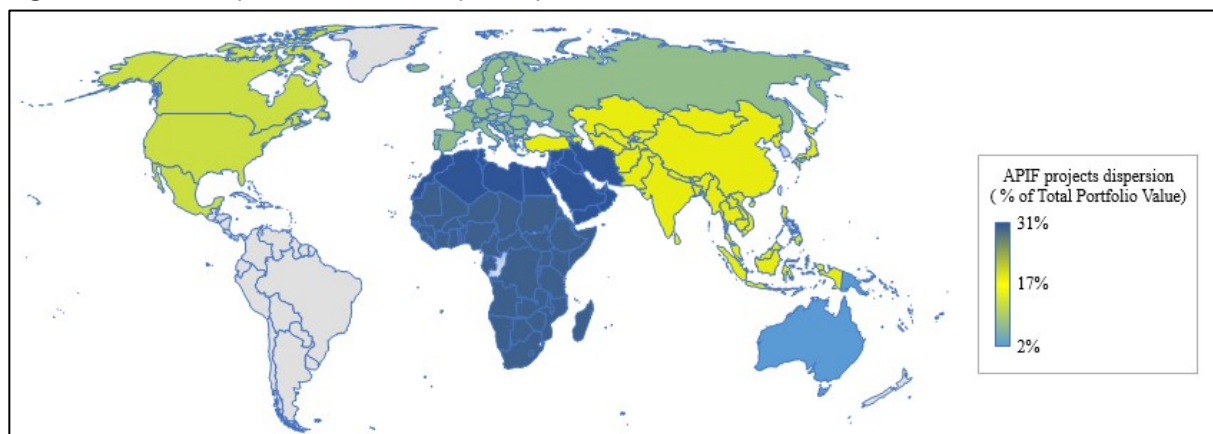 APIF projects dispersion
( % of Total Portfolio Value)
31%
17%
2%